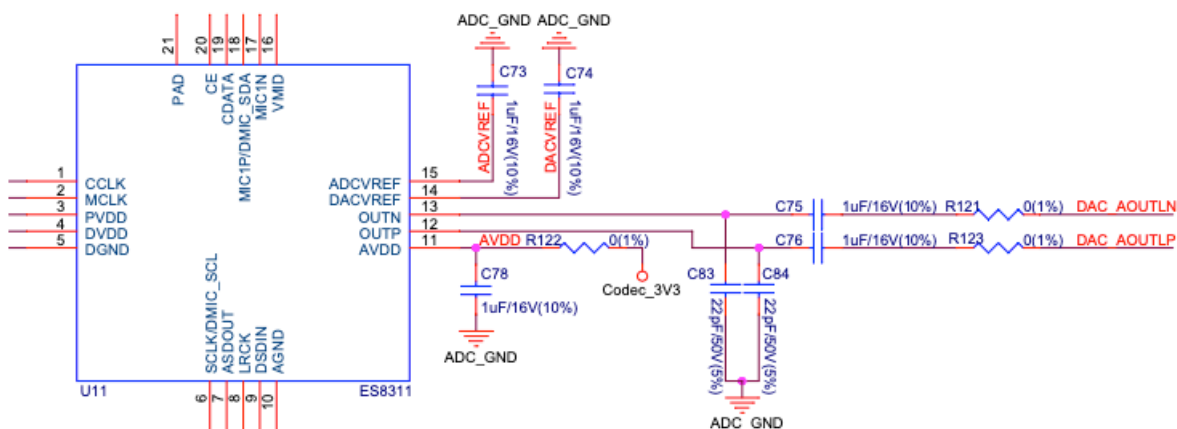 ADC_GND ADC_GND
21 20 19 18 17 16
PAD
CE
CDATA
MIC1P/DMIC_SDA
MIC1N
VMID
C73
1uF/16V(10%)
ADCVREF
C74
1uF/16V(10%)
DACVREF
1 CCLK
2 MCLK
3 PVDD
4 DVDD
5 DGND
ADCVREF 15
DACVREF 14
OUTN 13
OUTP 12
AVDD 11
C75 1uF/16V(10%) R121 0(1%) DAC_AOUTLN
C76 1uF/16V(10%) R123 0(1%) DAC_AOUTLP
AVDD R122 0(1%)
Codec_3V3
C78
1uF/16V(10%)
ADC_GND
C83
22pF/50V(5%)
C84
22pF/50V(5%)
ADC_GND
SCLK/DMIC_SCL
ASDOUT
LRCK
DSDIN
AGND
U11 ES8311
6 7 8 9 10